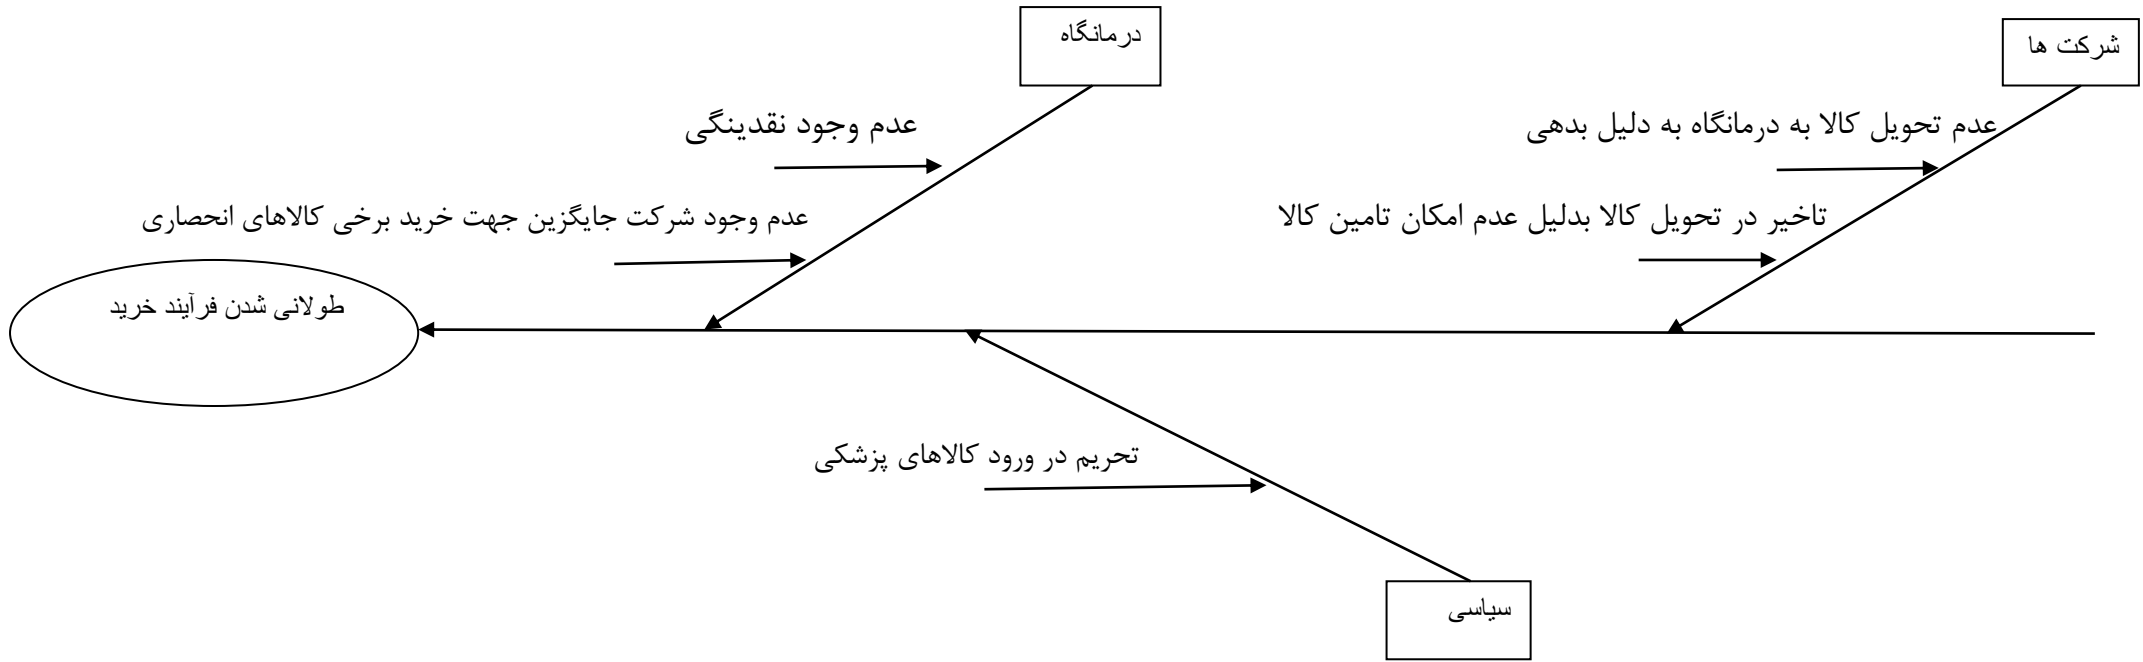 درمانگاه
شرکت ها
عدم وجود نقدینگی
عدم تحویل کالا به درمانگاه به دلیل بدهی
عدم وجود شرکت جایگزین جهت خرید برخی کالاهای انحصاری
تاخیر در تحویل کالا بدلیل عدم امکان تامین کالا
طولانی شدن فرآیند خرید
تحریم در ورود کالاهای پزشکی
سیاسی